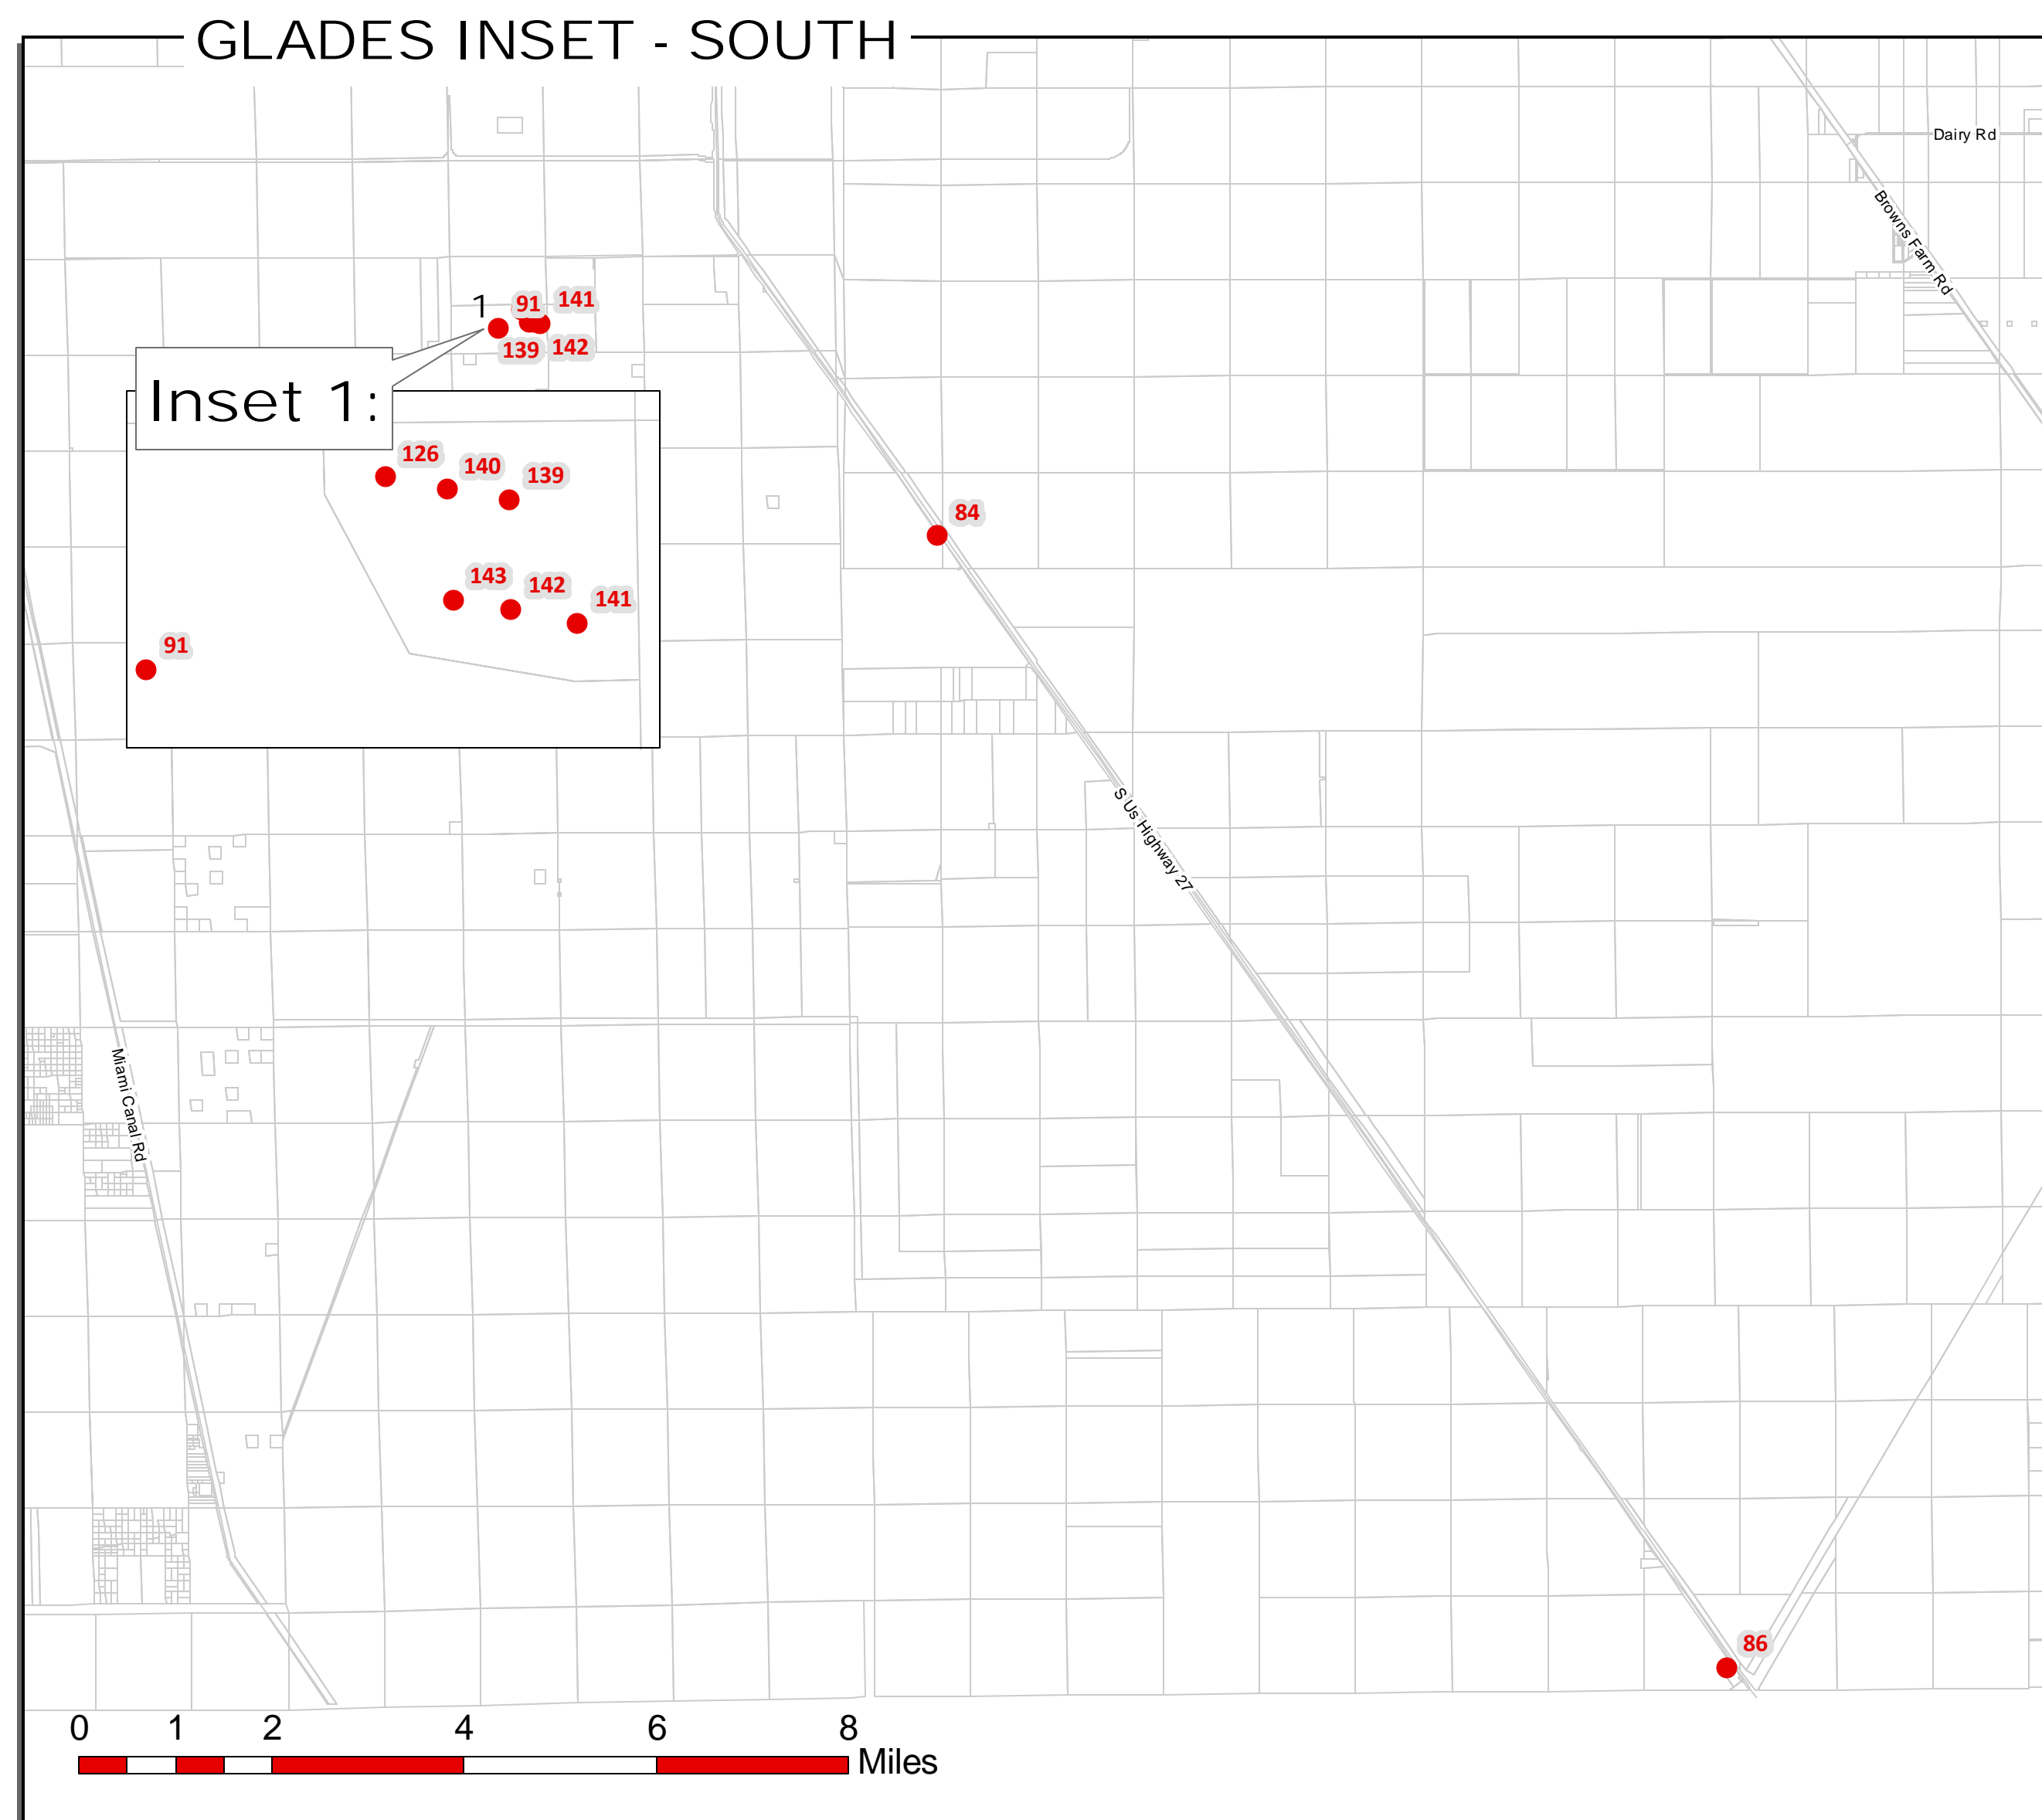 GLADES INSET - SOUTH
Dairy Rd
Browns Farm Rd
1
91
141
139
142
Inset 1:
126
140
139
84
143
142
141
91
S Us Highway 27
Miami Canal Rd
86
0 1 2 4 6 8
Miles